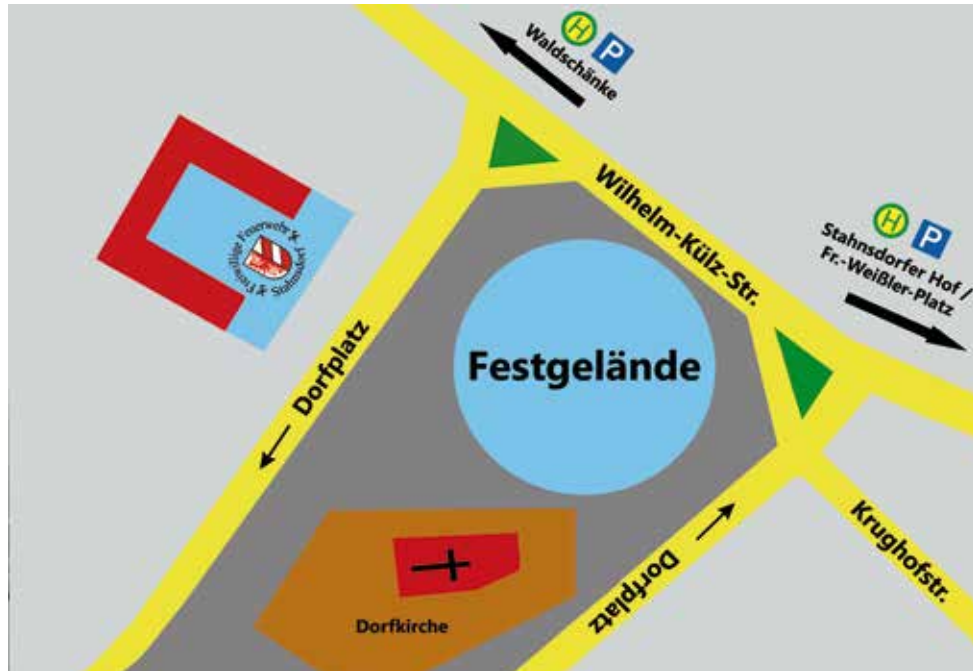 H P
Waldschänke
Wilhelm-Külz-Str.
H P
Stahnsdorfer Hof /
Fr.-Weißler-Platz
Freiwillige Feuerwehr
Stahnsdorf
Dorfplatz
Festgelände
Krughofstr.
Dorfplatz
Dorfkirche